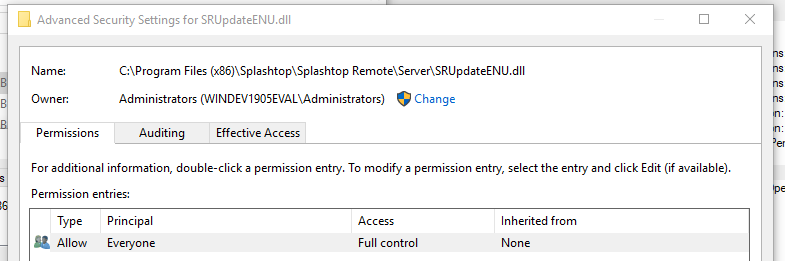 Advanced Security Settings for SRUpdateENU.dll
Name: C:\Program Files (x86)\Splashtop\Splashtop Remote\Server\SRUpdateENU.dll
Owner: Administrators (WINDEV1905EVAL\Administrators) Change
Permissions Auditing Effective Access
For additional information, double-click a permission entry. To modify a permission entry, select the entry and click Edit (if available).
Permission entries:
Type Principal Access Inherited from
Allow Everyone Full control None